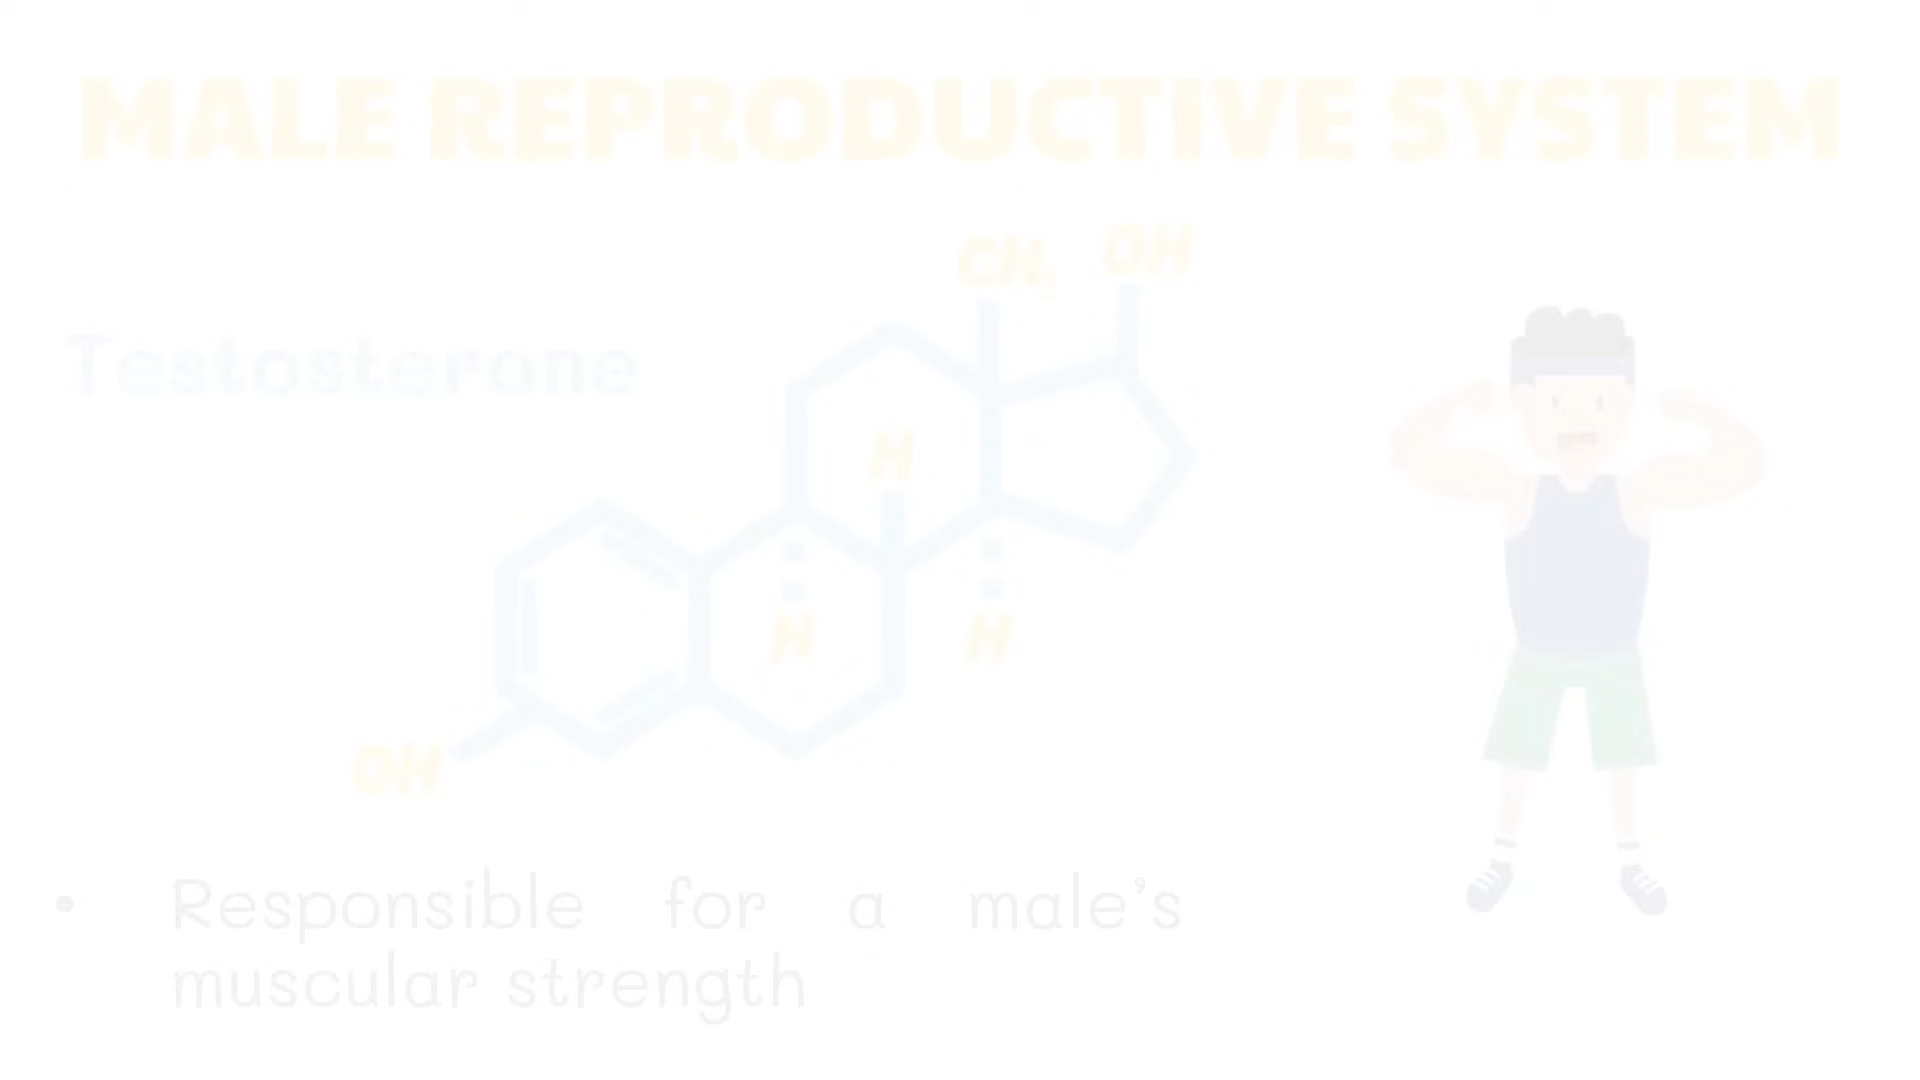 MALE REPRODUCTIVE SYSTEM
CH₃ OH
Testosterone
H
H H
OH
• Responsible for a male's
muscular strength